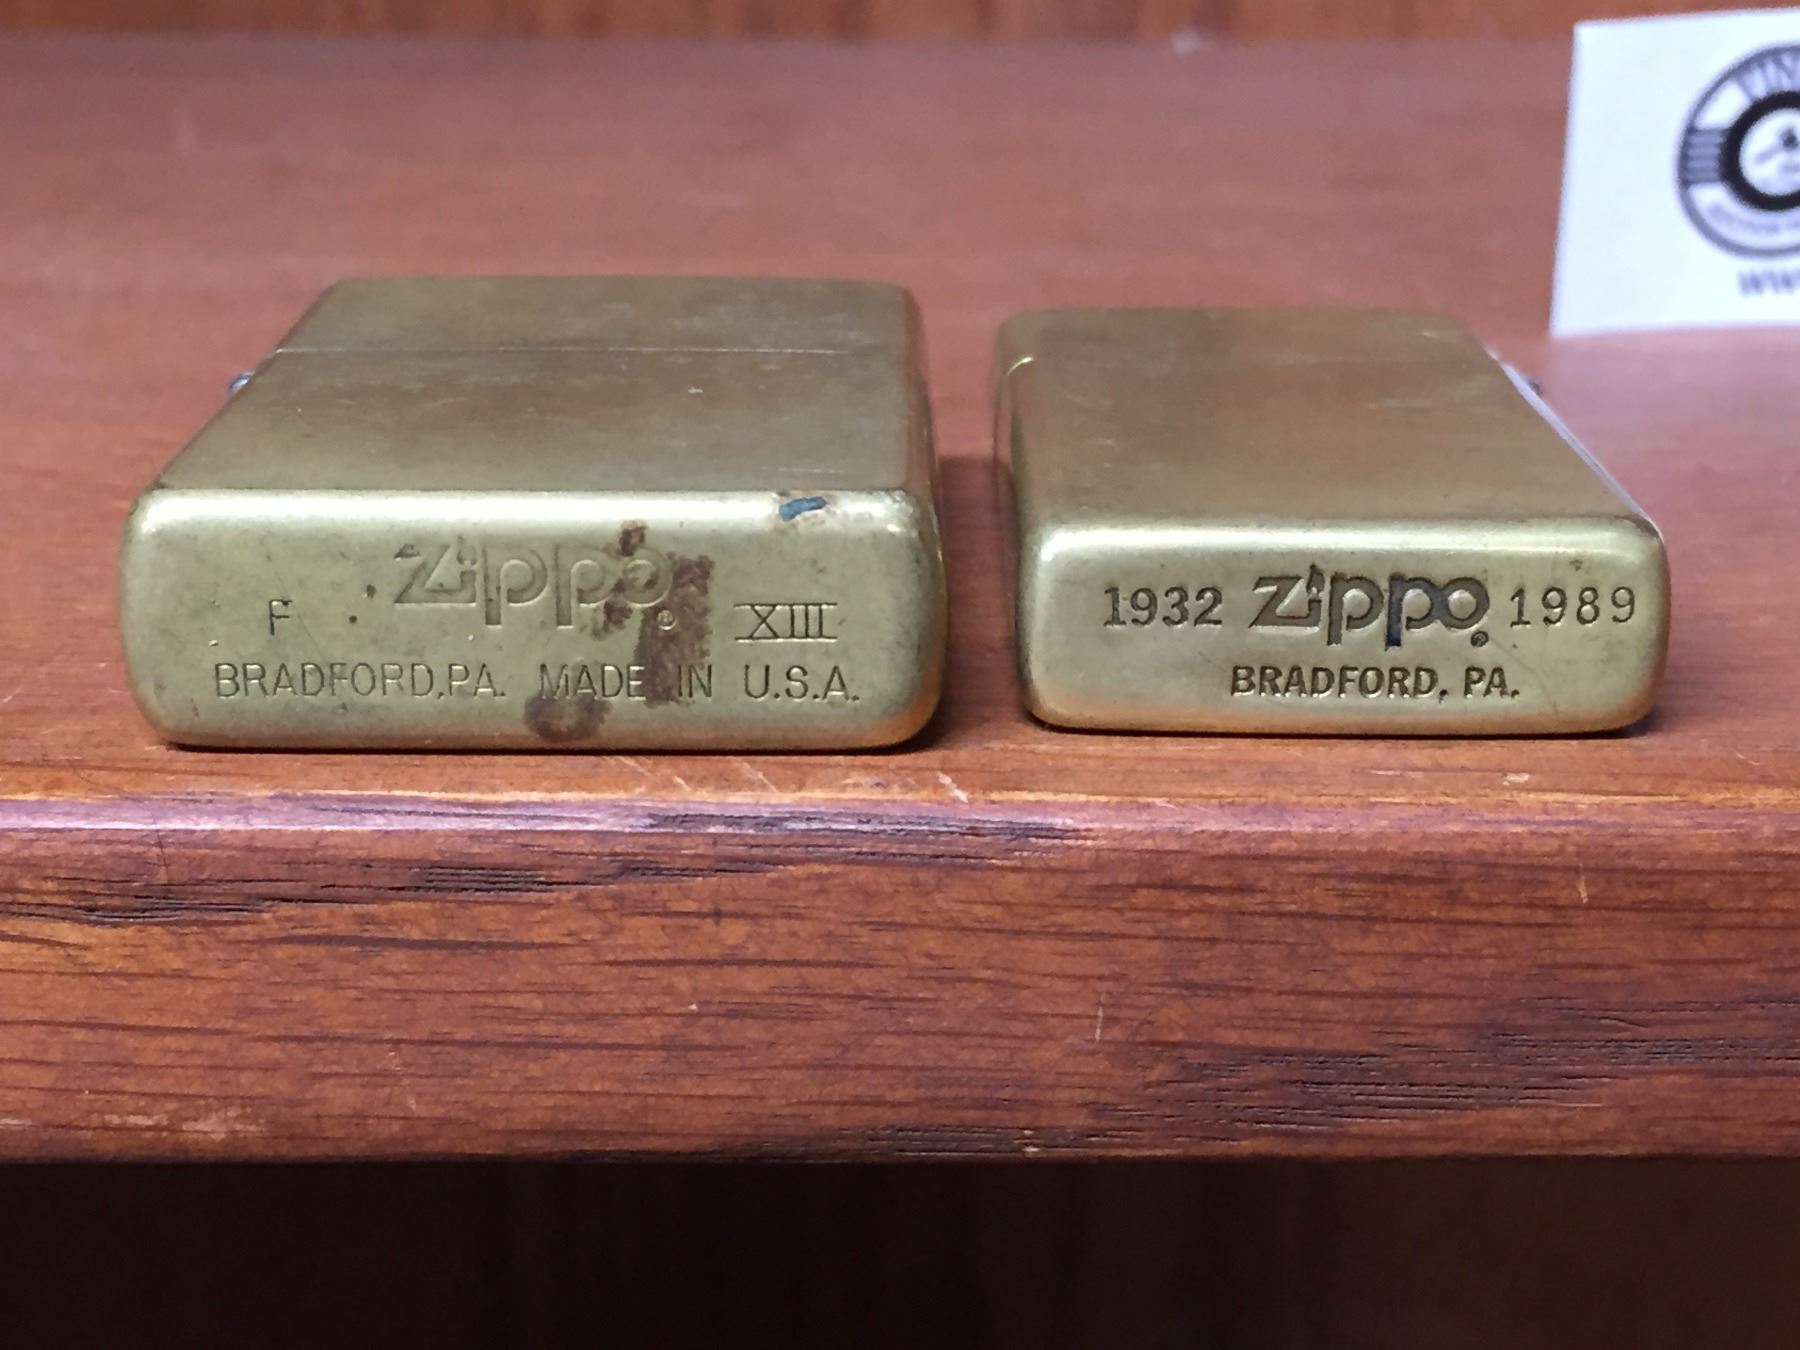 F Zippo® XIII
BRADFORD,PA. MADE IN U.S.A.
1932 Zippo® 1989
BRADFORD, PA.